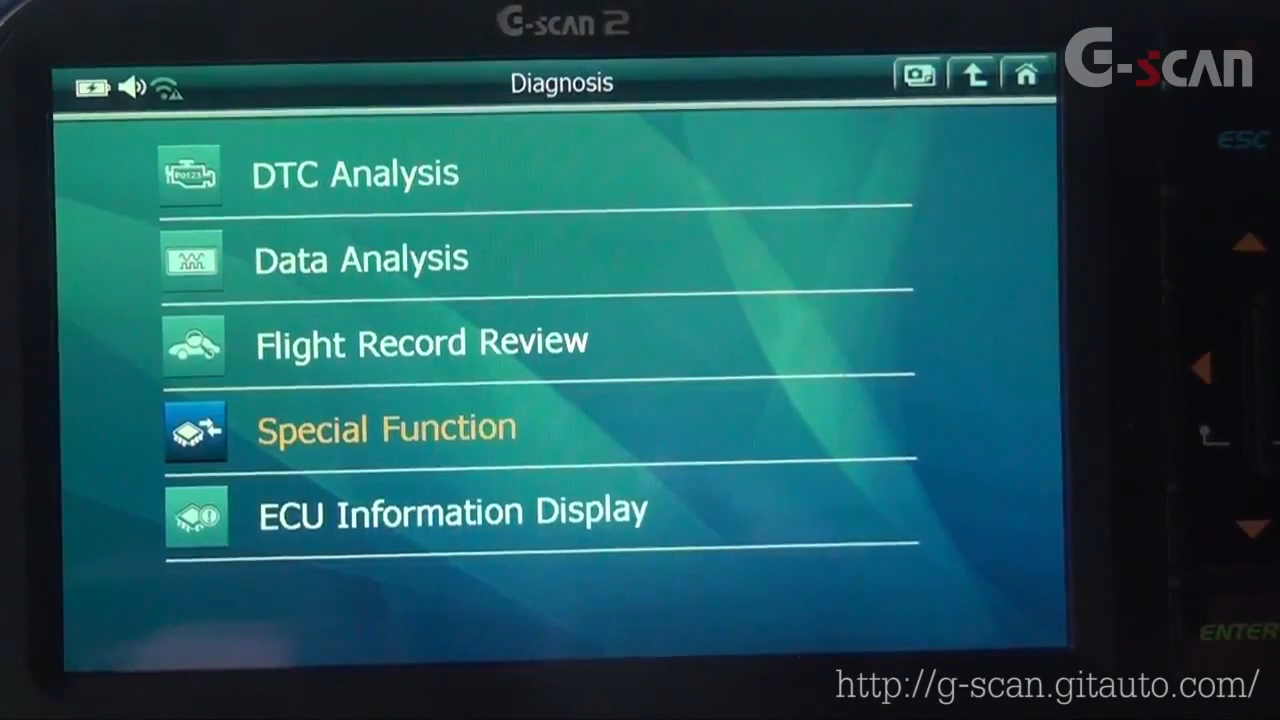 G-SCAN 2
G-SCAN
Diagnosis
ESC
P0123
DTC Analysis
Data Analysis
Flight Record Review
Special Function
ECU Information Display
ENTER
http://g-scan.gitauto.com/